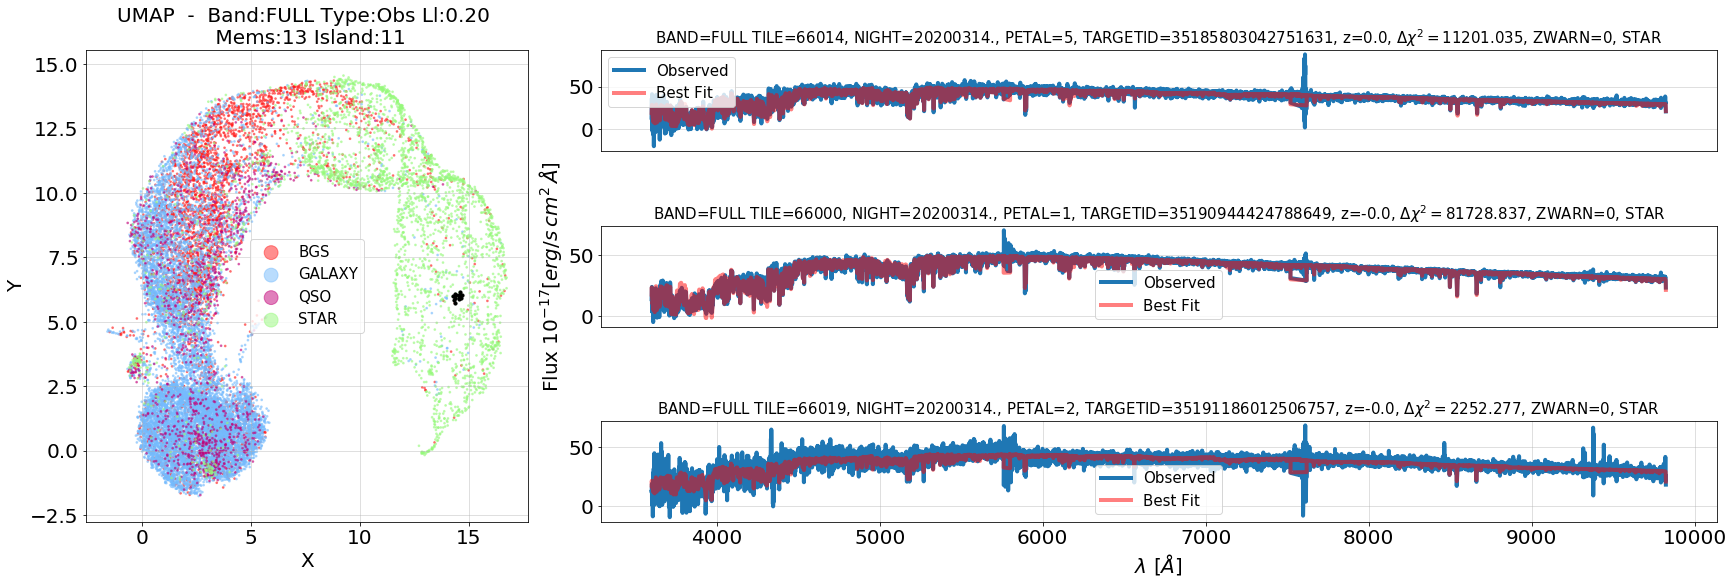 UMAP  -  Band:FULL Type:Obs Ll:0.20
Mems:13 Island:11
15.0
12.5
10.0
7.5
5.0
2.5
0.0
−2.5
Y
BGS
GALAXY
QSO
STAR
0 5 10 15
X
Flux 10⁻¹⁷[erg/s cm² Å]
BAND=FULL TILE=66014, NIGHT=20200314., PETAL=5, TARGETID=35185803042751631, z=0.0, Δχ² = 11201.035, ZWARN=0, STAR
50
0
Observed
Best Fit
BAND=FULL TILE=66000, NIGHT=20200314., PETAL=1, TARGETID=35190944424788649, z=-0.0, Δχ² = 81728.837, ZWARN=0, STAR
50
0
Observed
Best Fit
BAND=FULL TILE=66019, NIGHT=20200314., PETAL=2, TARGETID=35191186012506757, z=-0.0, Δχ² = 2252.277, ZWARN=0, STAR
50
0
Observed
Best Fit
4000 5000 6000 7000 8000 9000 10000
λ [Å]